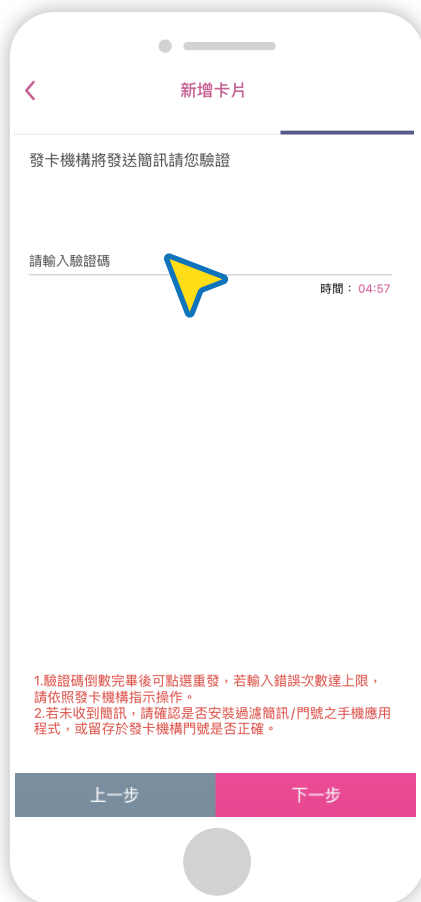 新增卡片
發卡機構將發送簡訊請您驗證
請輸入驗證碼
時間： 04:57
1.驗證碼倒數完畢後可點選重發，若輸入錯誤次數達上限，
請依照發卡機構指示操作。
2.若未收到簡訊，請確認是否安裝過濾簡訊/門號之手機應用
程式，或留存於發卡機構門號是否正確。
上一步 下一步